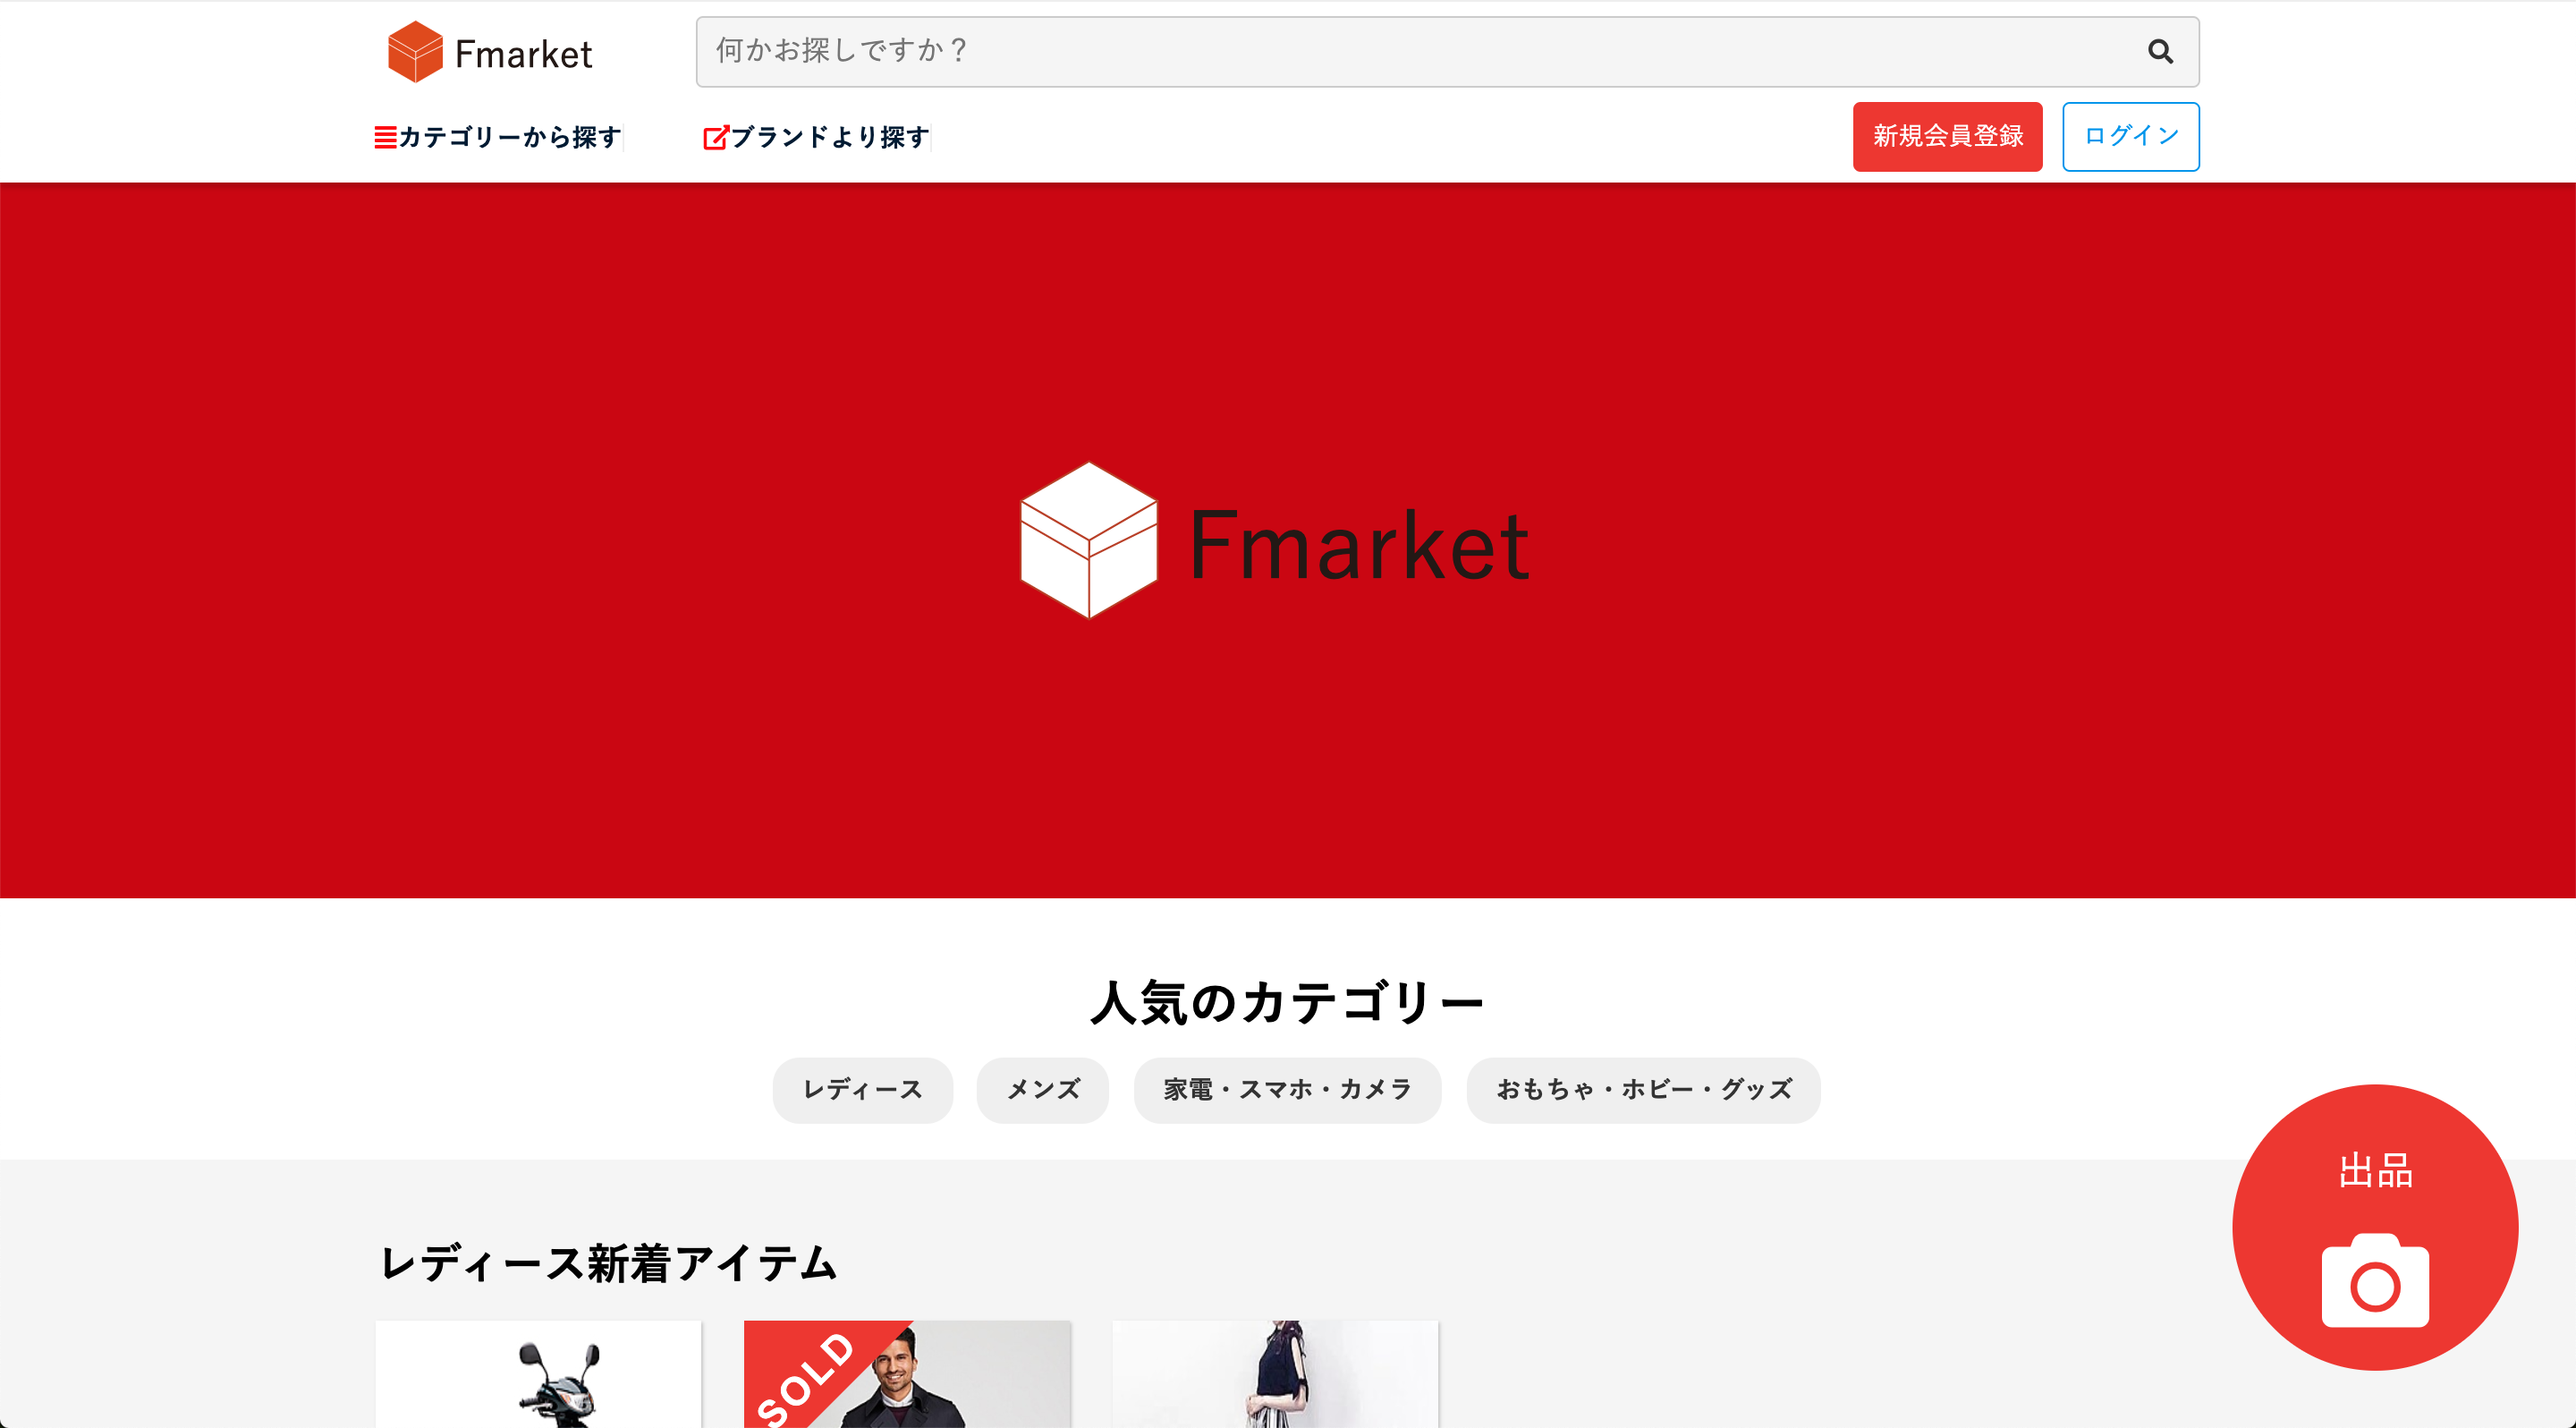 Fmarket
何かお探しですか？
カテゴリーから探す
ブランドより探す
新規会員登録
ログイン
Fmarket
人気のカテゴリー
レディース
メンズ
家電・スマホ・カメラ
おもちゃ・ホビー・グッズ
出品
レディース新着アイテム
SOLD